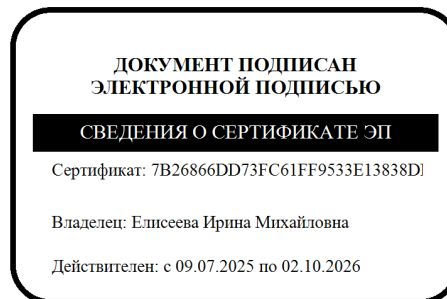 ДОКУМЕНТ ПОДПИСАН
ЭЛЕКТРОННОЙ ПОДПИСЬЮ
СВЕДЕНИЯ О СЕРТИФИКАТЕ ЭП
Сертификат: 7B26866DD73FC61FF9533E13838D
Владелец: Елисеева Ирина Михайловна
Действителен: с 09.07.2025 по 02.10.2026